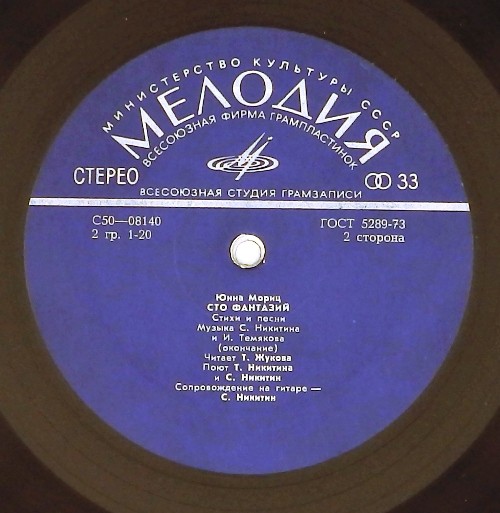 МИНИСТЕРСТВО КУЛЬТУРЫ СССР
МЕЛОДИЯ
ВСЕСОЮЗНАЯ ФИРМА ГРАМПЛАСТИНОК
СТЕРЕО
33
ВСЕСОЮЗНАЯ СТУДИЯ ГРАМЗАПИСИ
С50—08140
ГОСТ 5289-73
2 гр. 1-20
2 сторона
Юнна Мориц
СТО ФАНТАЗИЙ
Стихи и песни
Музыка С. Никитина
и И. Темякова
(окончание)
Читает Т. Жукова
Поют Т. Никитина
и С. Никитин
Сопровождение на гитаре —
С. Никитин